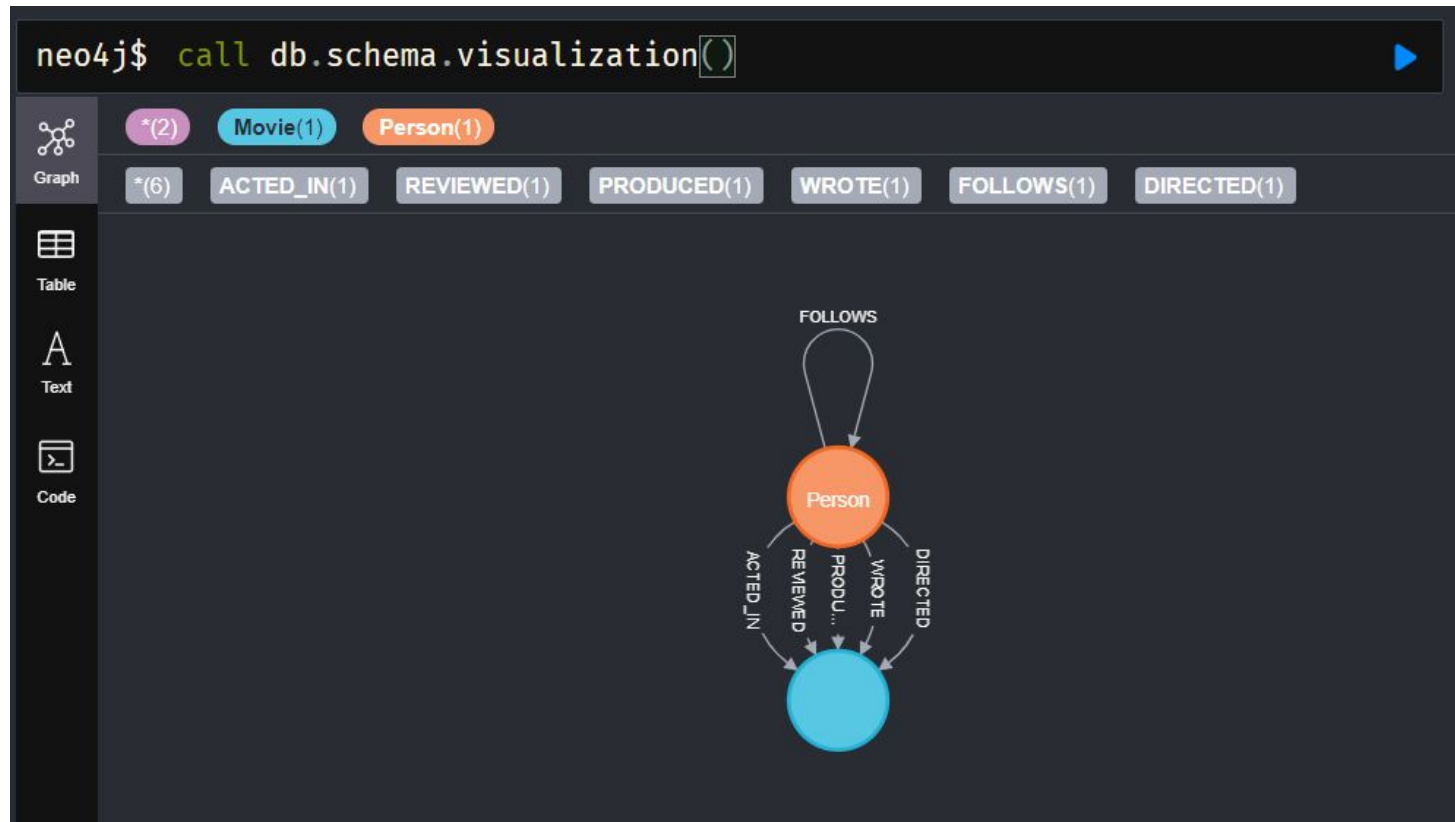 neo4j$ call db.schema.visualization()
*(2) Movie(1) Person(1)
Graph
*(6) ACTED_IN(1) REVIEWED(1) PRODUCED(1) WROTE(1) FOLLOWS(1) DIRECTED(1)
Table
A
Text
>_
Code
FOLLOWS
Person
ACTED_IN
REVIEWED
PRODU...
WROTE
DIRECTED